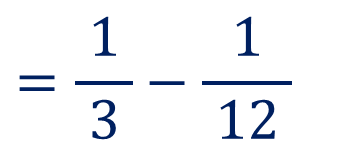 = 1/3 − 1/12